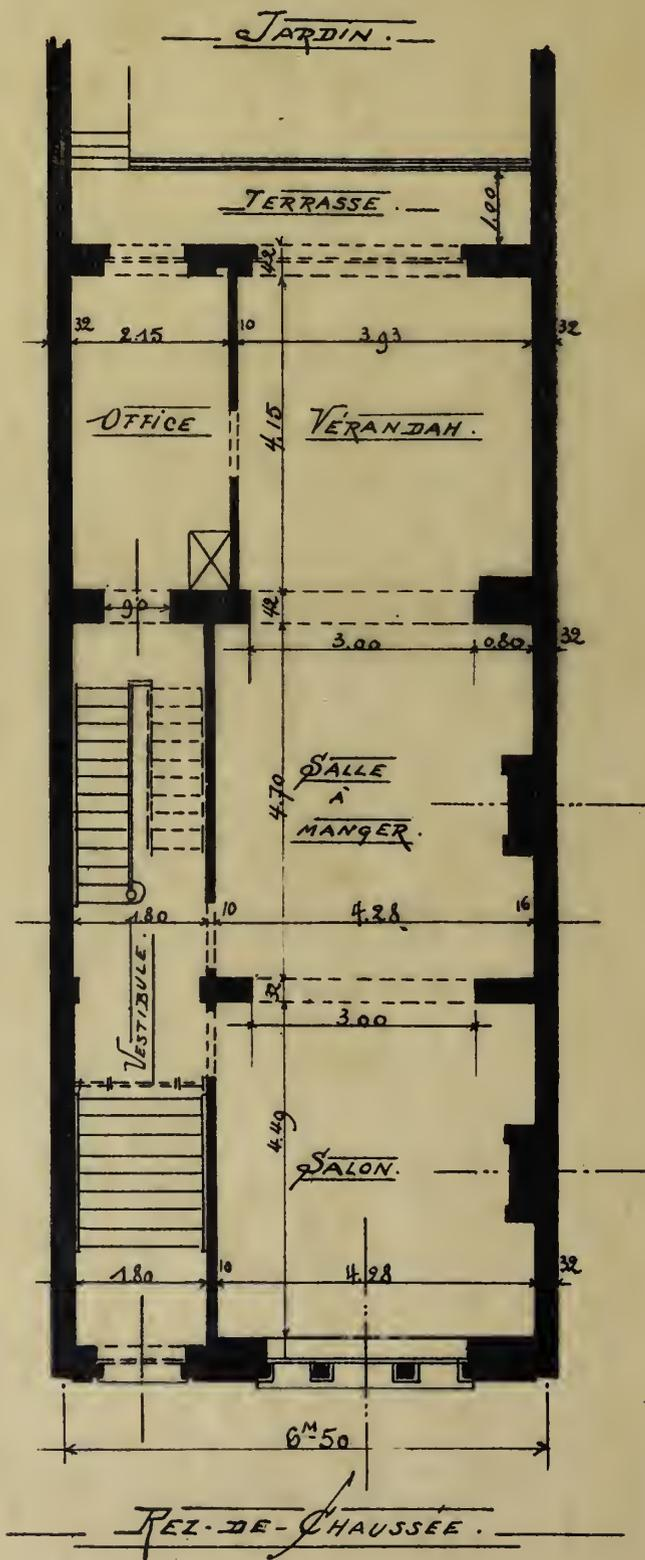 JARDIN.
TERRASSE.
1.00
42
32 2.15 10 3.93 32
OFFICE
4.15
VÉRANDAH.
90
42
3.00 0.80 32
4.70
SALLE
À
MANGER.
1.80 10 4.28 16
VESTIBULE.
32
3.00
4.49
SALON.
1.80 10 4.28 32
6M50
REZ-DE-CHAUSSÉE.